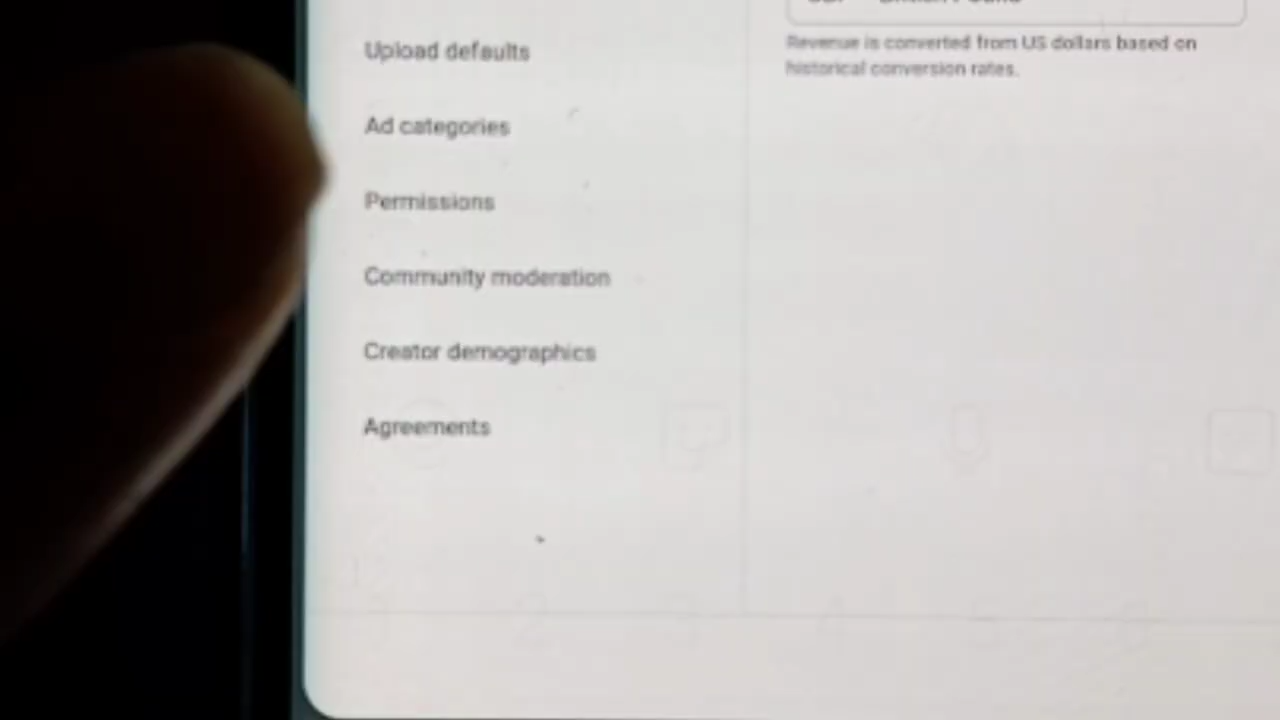 Upload defaults
Ad categories
Permissions
Community moderation
Creator demographics
Agreements
Revenue is converted from US dollars based on
historical conversion rates.